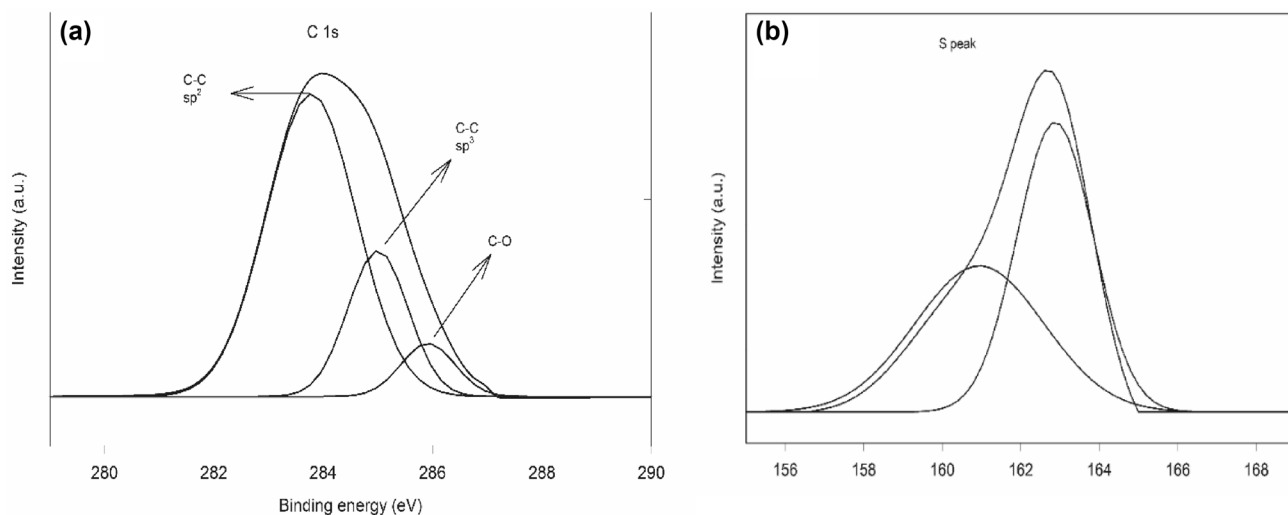 (a)
C 1s
C-C
sp²
C-C
sp³
C-O
Intensity (a.u.)
280 282 284 286 288 290
Binding energy (eV)
(b)
S peak
Intensity (a.u.)
156 158 160 162 164 166 168